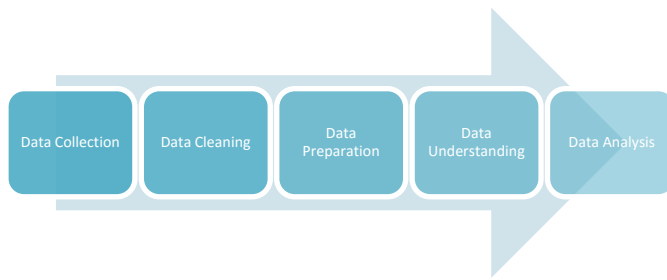 Data Collection
Data Cleaning
Data
Preparation
Data
Understanding
Data Analysis